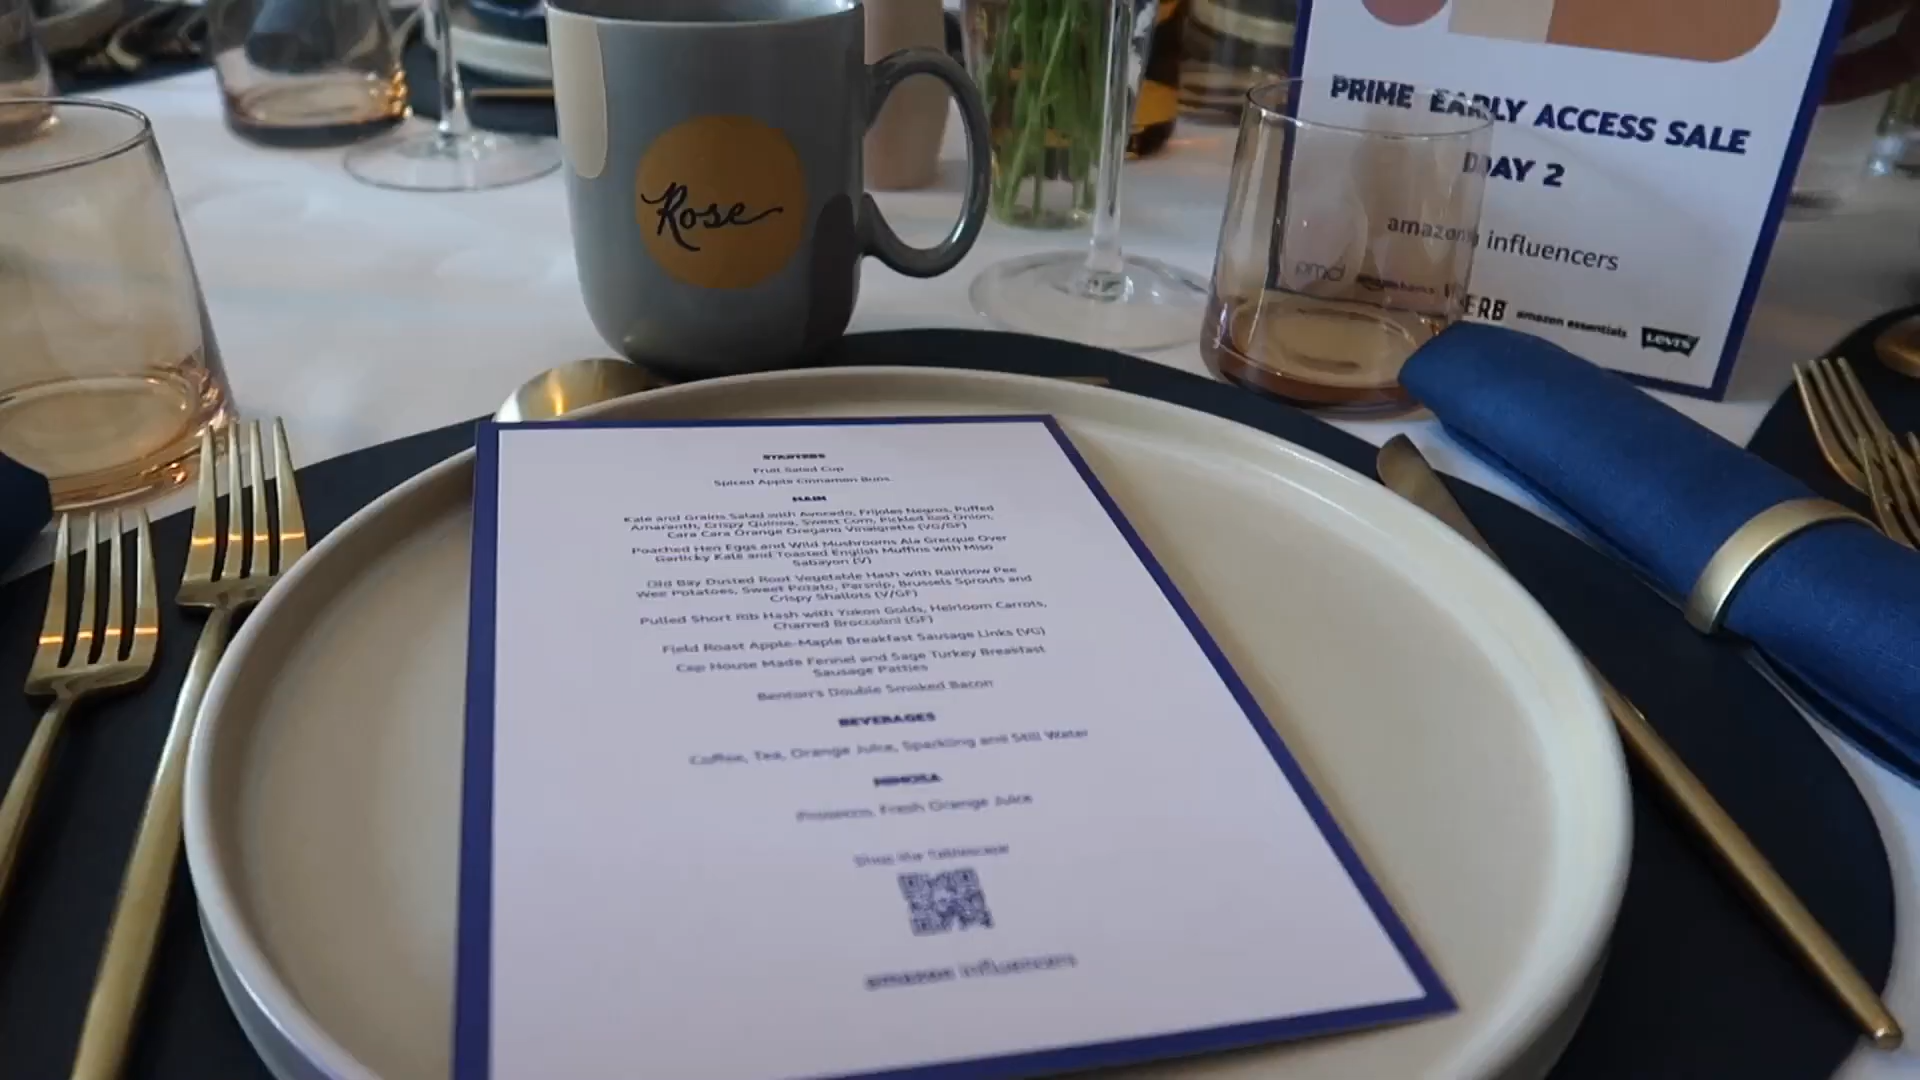 Rose
PRIME EARLY ACCESS SALE
DAY 2
amazon influencers
pmd
ERB amazon essentials LEVI'S
STARTERS
Fruit Salad Cup
Spiced Apple Cinnamon Buns
MAIN
Kale and Grains Salad with Avocado, Frijoles Negros, Puffed
Amaranth, Crispy Quinoa, Sweet Corn, Pickled Red Onion,
Cara Cara Orange Oregano Vinaigrette (VG/GF)
Poached Hen Eggs and Wild Mushrooms Ala Grecque Over
Garlicky Kale and Toasted English Muffins with Miso
Sabayon (V)
Old Bay Dusted Root Vegetable Hash with Rainbow Pee
Wee Potatoes, Sweet Potato, Parsnip, Brussels Sprouts and
Crispy Shallots (V/GF)
Pulled Short Rib Hash with Yukon Golds, Heirloom Carrots,
Charred Broccolini (GF)
Field Roast Apple-Maple Breakfast Sausage Links (VG)
House Made Fennel and Sage Turkey Breakfast
Sausage Patties
Benton's Double Smoked Bacon
BEVERAGES
Coffee, Tea, Orange Juice, Sparkling and Still Water
MIMOSA
Prosecco, Fresh Orange Juice
Shop the Tablescape
amazon influencers